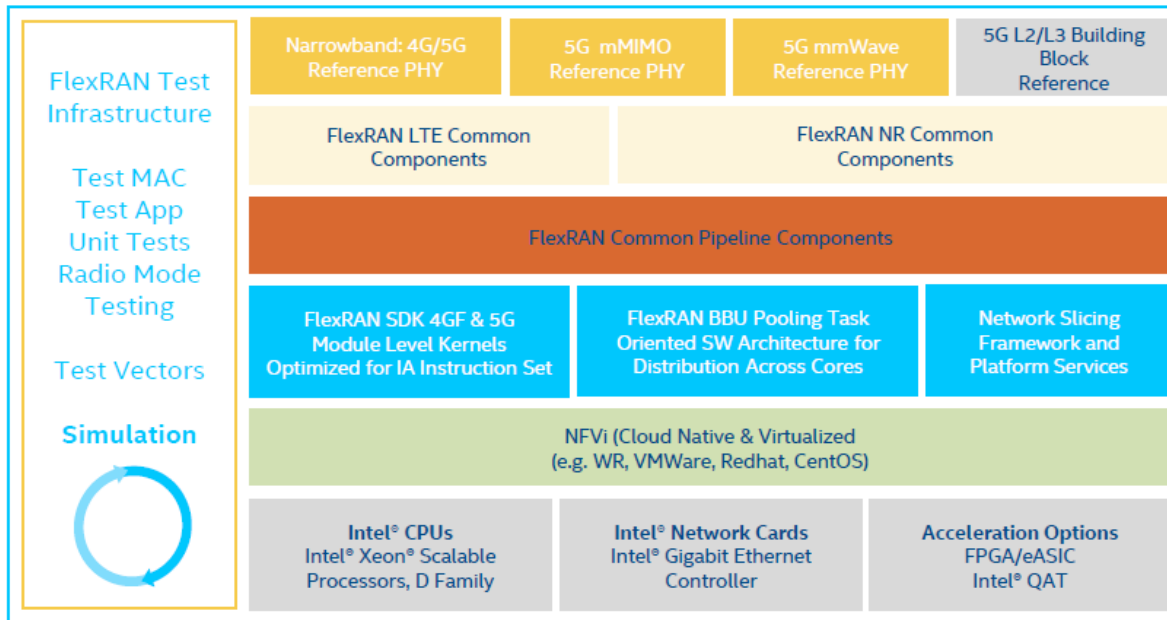 FlexRAN Test
Infrastructure
Test MAC
Test App
Unit Tests
Radio Mode
Testing
Test Vectors
Simulation
Narrowband: 4G/5G
Reference PHY
5G mMIMO
Reference PHY
5G mmWave
Reference PHY
5G L2/L3 Building
Block
Reference
FlexRAN LTE Common
Components
FlexRAN NR Common
Components
FlexRAN Common Pipeline Components
FlexRAN SDK 4GF & 5G
Module Level Kernels
Optimized for IA Instruction Set
FlexRAN BBU Pooling Task
Oriented SW Architecture for
Distribution Across Cores
Network Slicing
Framework and
Platform Services
NFVi (Cloud Native & Virtualized
(e.g. WR, VMWare, Redhat, CentOS)
Intel® CPUs
Intel® Xeon® Scalable
Processors, D Family
Intel® Network Cards
Intel® Gigabit Ethernet
Controller
Acceleration Options
FPGA/eASIC
Intel® QAT